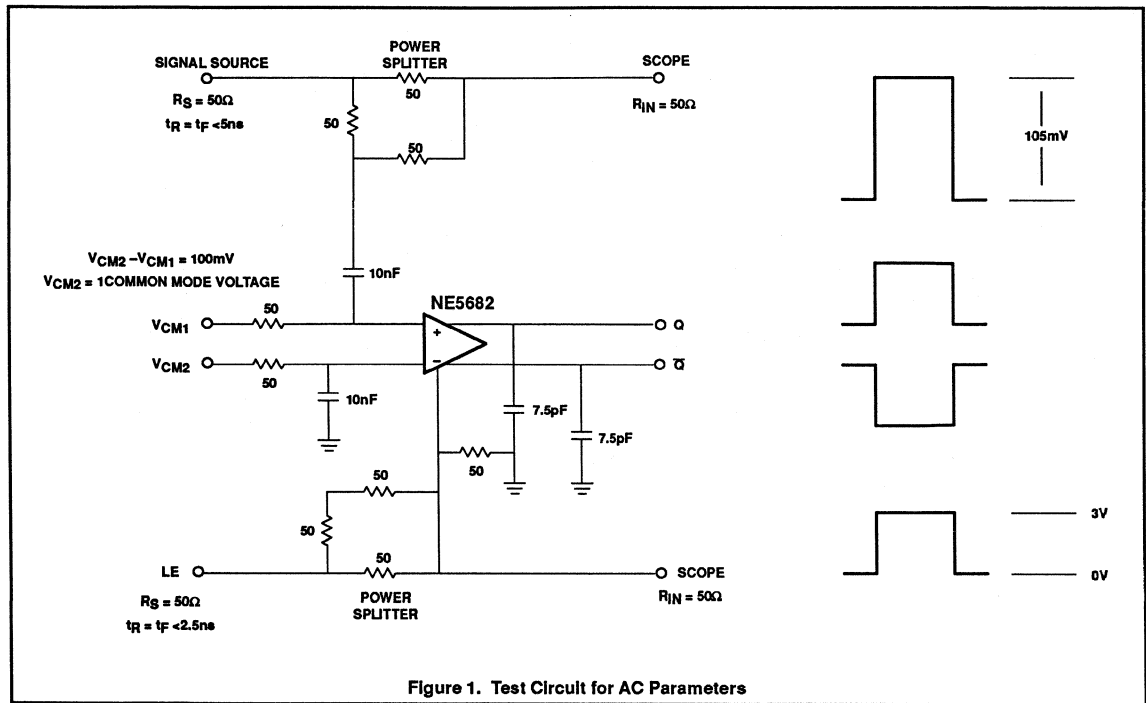 POWER
SPLITTER
SIGNAL SOURCE
SCOPE
50
RS = 50Ω
tR = tF <5ns
RIN = 50Ω
50
50
105mV
VCM2 –VCM1 = 100mV
VCM2 = 1COMMON MODE VOLTAGE
10nF
NE5682
50
VCM1
+
Q
VCM2
–
Q̅
50
10nF
7.5pF
7.5pF
50
50
50
3V
50
LE
SCOPE
0V
POWER
SPLITTER
RS = 50Ω
tR = tF <2.5ns
RIN = 50Ω
Figure 1. Test Circuit for AC Parameters